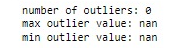 number of outliers: 0
max outlier value: nan
min outlier value: nan